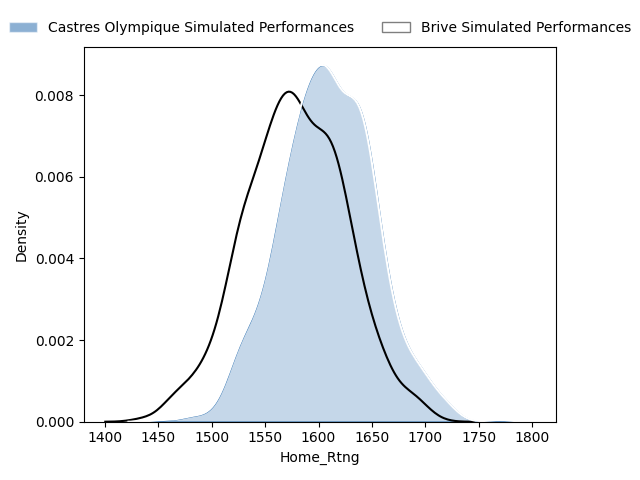 Castres Olympique Simulated Performances Brive Simulated Performances
0.008
0.006
0.004
0.002
0.000
Density
1400 1450 1500 1550 1600 1650 1700 1750 1800
Home_Rtng